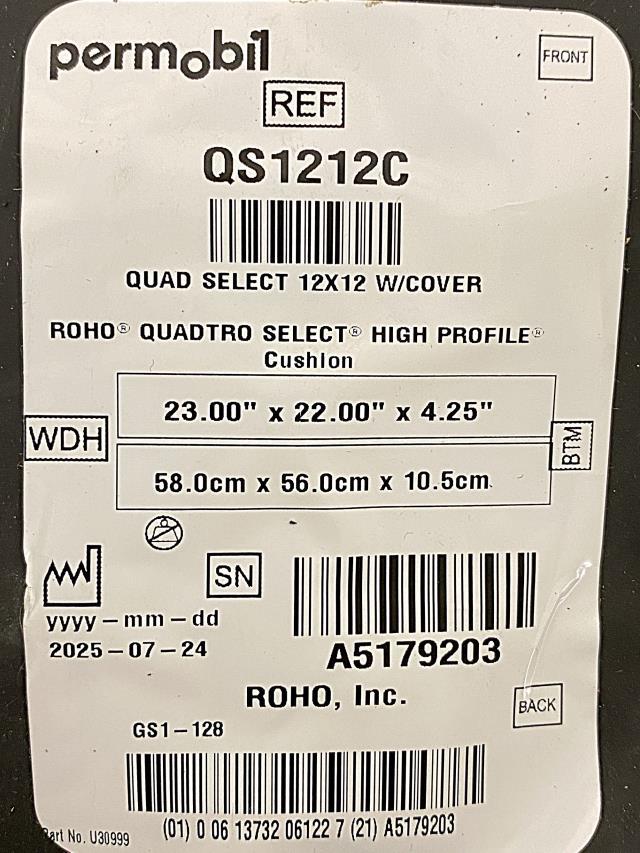 permobil
FRONT
REF
QS1212C
QUAD SELECT 12X12 W/COVER
ROHO® QUADTRO SELECT® HIGH PROFILE®
Cushion
23.00" x 22.00" x 4.25"
WDH
BTM
58.0cm x 56.0cm x 10.5cm
SN
yyyy-mm-dd
2025-07-24
A5179203
ROHO, Inc.
BACK
GS1-128
(01) 0 06 13732 06122 7 (21) A5179203
Part No. U30999